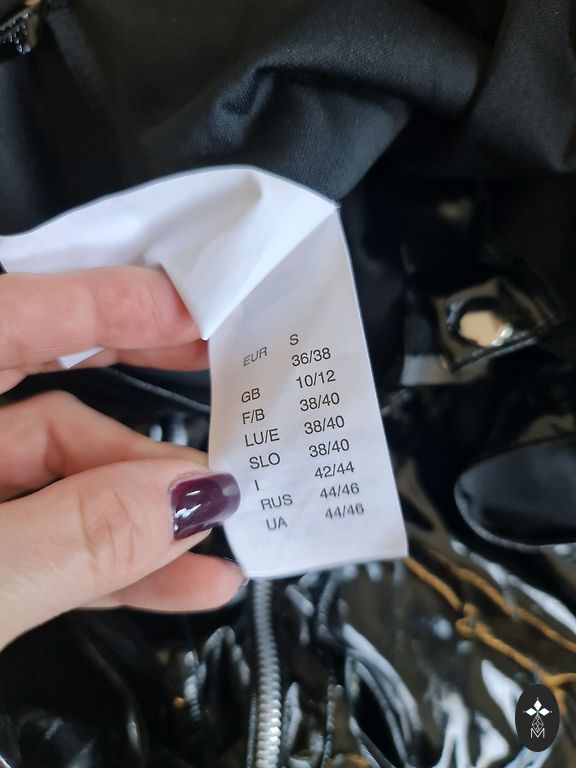 S
EUR 36/38
GB 10/12
F/B 38/40
LU/E 38/40
SLO 38/40
I 42/44
RUS 44/46
UA 44/46
M